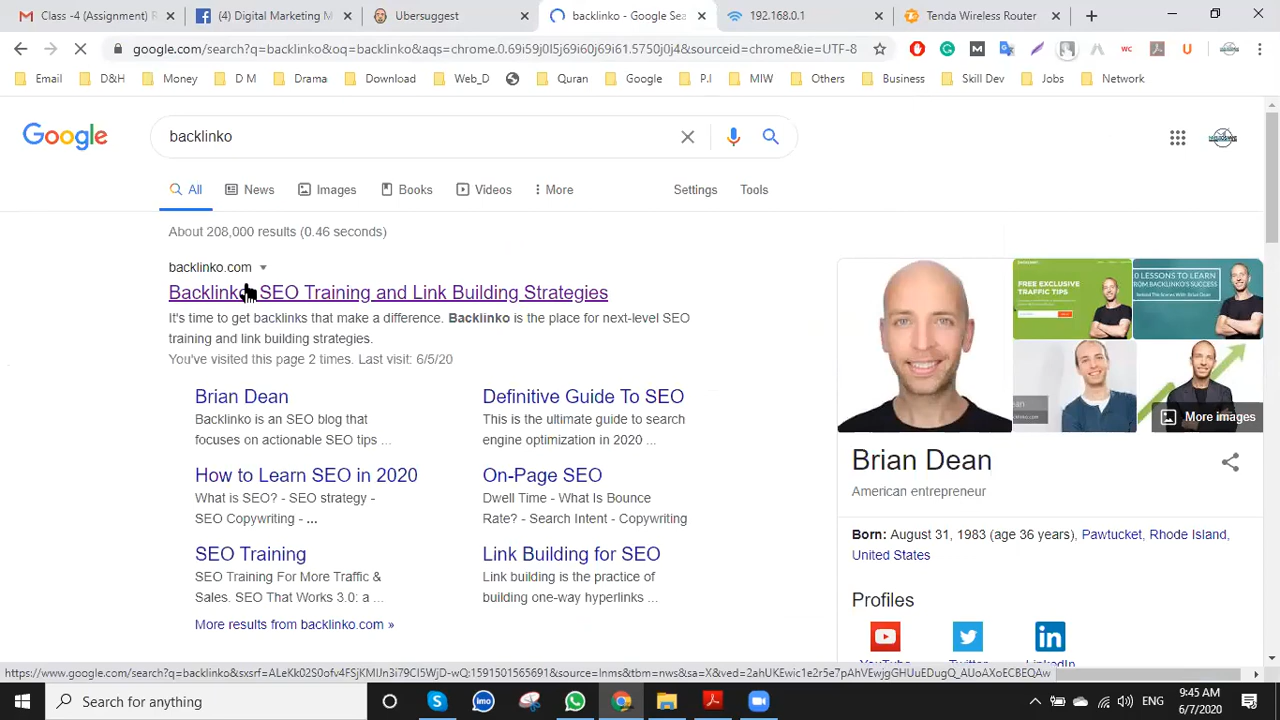 Class -4 (Assignment) R
(4) Digital Marketing M
Ubersuggest
backlinko - Google Sea
192.168.0.1
Tenda Wireless Router
google.com/search?q=backlinko&oq=backlinko&aqs=chrome.0.69i59j0l5j69i60j69i61.5750j0j4&sourceid=chrome&ie=UTF-8
Email
D&H
Money
D M
Drama
Download
Web_D
Quran
Google
P.I
MIW
Others
Business
Skill Dev
Jobs
Network
Google
backlinko
All
News
Images
Books
Videos
More
Settings
Tools
About 208,000 results (0.46 seconds)
backlinko.com
SEO Training and Link Building Strategies
It's time to get backlinks that make a difference. Backlinko is the place for next-level SEO
training and link building strategies.
You've visited this page 2 times. Last visit: 6/5/20
Brian Dean
Backlinko is an SEO blog that
focuses on actionable SEO tips ...
Definitive Guide To SEO
This is the ultimate guide to search
engine optimization in 2020 ...
How to Learn SEO in 2020
What is SEO? - SEO strategy -
SEO Copywriting - ...
On-Page SEO
Dwell Time - What Is Bounce
Rate? - Search Intent - Copywriting
SEO Training
SEO Training For More Traffic &
Sales. SEO That Works 3.0: a ...
Link Building for SEO
Link building is the practice of
building one-way hyperlinks ...
More results from backlinko.com »
FREE EXCLUSIVE
TRAFFIC TIPS
LESSONS TO LEARN
FROM BACKLINKO'S SUCCESS
More images
Brian Dean
American entrepreneur
Born: August 31, 1983 (age 36 years), Pawtucket, Rhode Island,
United States
Profiles
YouTube
Twitter
LinkedIn
Search for anything
ENG
9:45 AM
6/7/2020